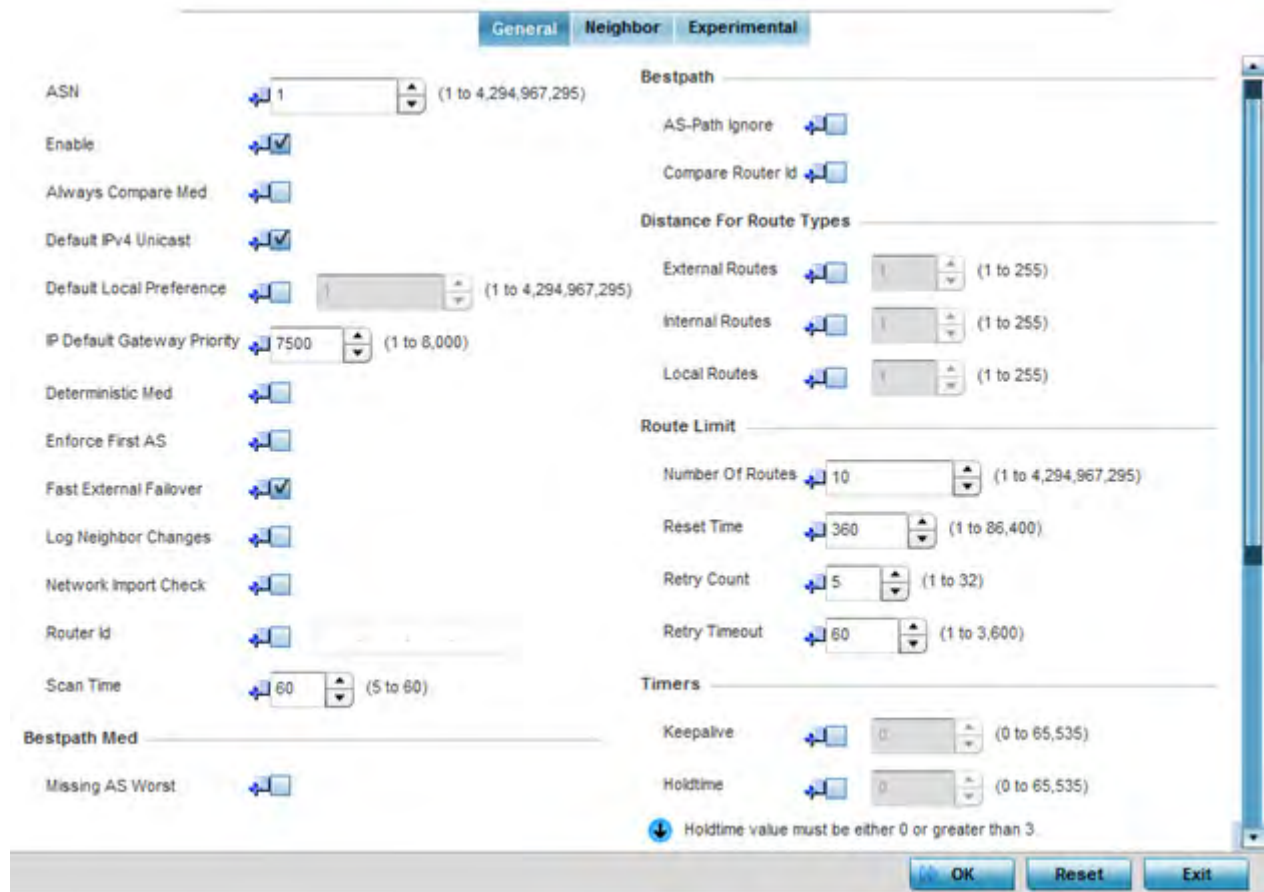 General Neighbor Experimental
ASN 1 (1 to 4,294,967,295)
Enable
Always Compare Med
Default IPv4 Unicast
Default Local Preference 1 (1 to 4,294,967,295)
IP Default Gateway Priority 7500 (1 to 8,000)
Deterministic Med
Enforce First AS
Fast External Failover
Log Neighbor Changes
Network Import Check
Router Id
Scan Time 60 (5 to 60)
Bestpath Med
Missing AS Worst
Bestpath
AS-Path Ignore
Compare Router Id
Distance For Route Types
External Routes 1 (1 to 255)
Internal Routes 1 (1 to 255)
Local Routes 1 (1 to 255)
Route Limit
Number Of Routes 10 (1 to 4,294,967,295)
Reset Time 360 (1 to 86,400)
Retry Count 5 (1 to 32)
Retry Timeout 60 (1 to 3,600)
Timers
Keepalive 0 (0 to 65,535)
Holdtime 0 (0 to 65,535)
Holdtime value must be either 0 or greater than 3
OK Reset Exit